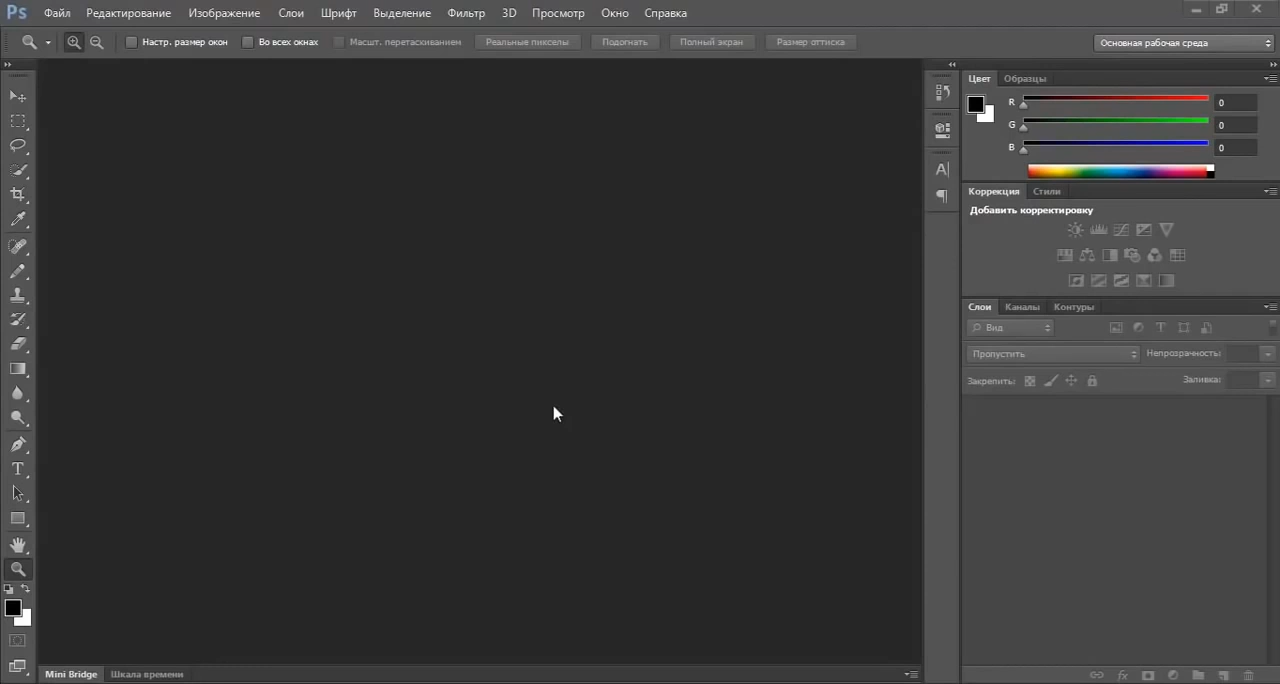 Ps Файл Редактирование Изображение Слои Шрифт Выделение Фильтр 3D Просмотр Окно Справка
Настр. размер окон Во всех окнах Масшт. перетаскиванием Реальные пикселы Подогнать Полный экран Размер оттиска Основная рабочая среда
Цвет Образцы
R 0
G 0
B 0
Коррекция Стили
Добавить корректировку
Слои Каналы Контуры
Вид
Пропустить Непрозрачность:
Закрепить: Заливка:
Mini Bridge Шкала времени